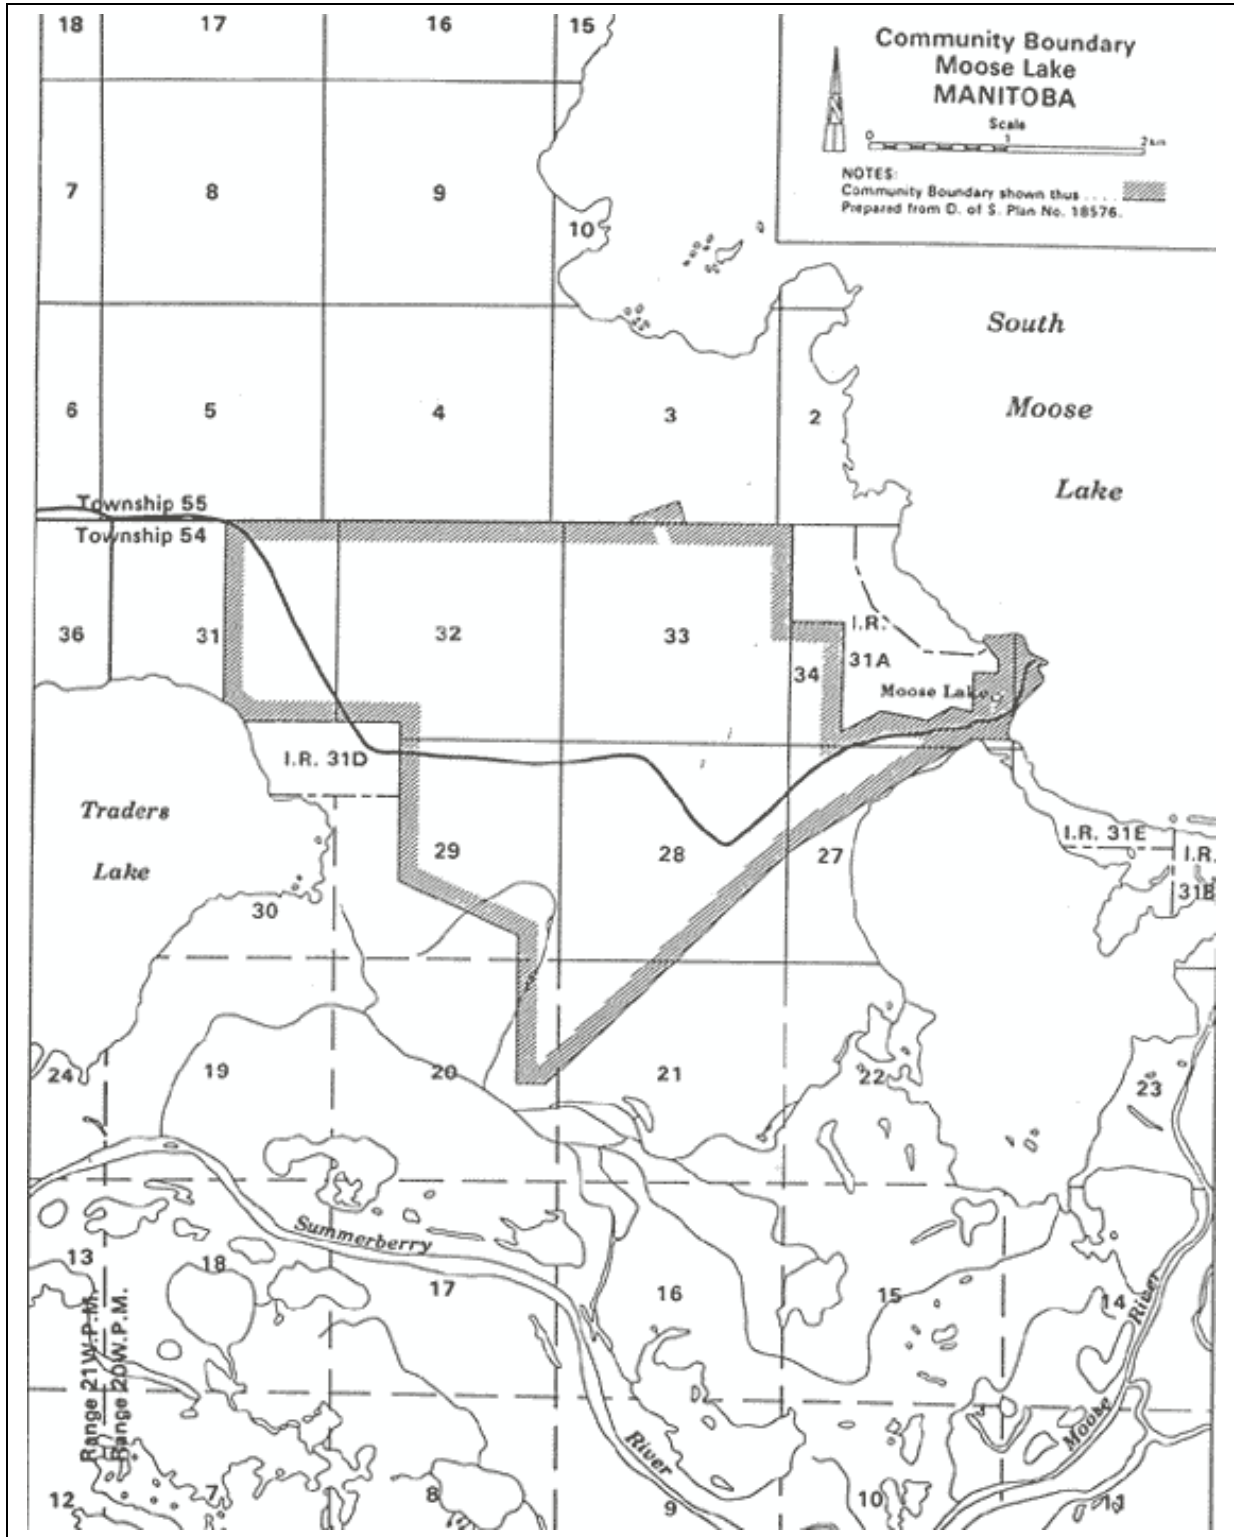 18 17 16 15
Community Boundary
Moose Lake
MANITOBA
Scale
0 1 2 km
NOTES:
Community Boundary shown thus ....
Prepared from D. of S. Plan No. 18576.
7 8 9
10
South
Moose
Lake
6 5 4 3 2
Township 55
Township 54
36 31 32 33
I.R.
31A
34
Moose Lake
I.R. 31D
Traders
Lake
29 28 27
I.R. 31E
I.R.
31B
30
24 19 20 21 22 23
Summerberry
13 18 17 16 15 14
River
Range 21 W.P.M.
Range 20 W.P.M.
Moose
River
12 7 8 9 10 11